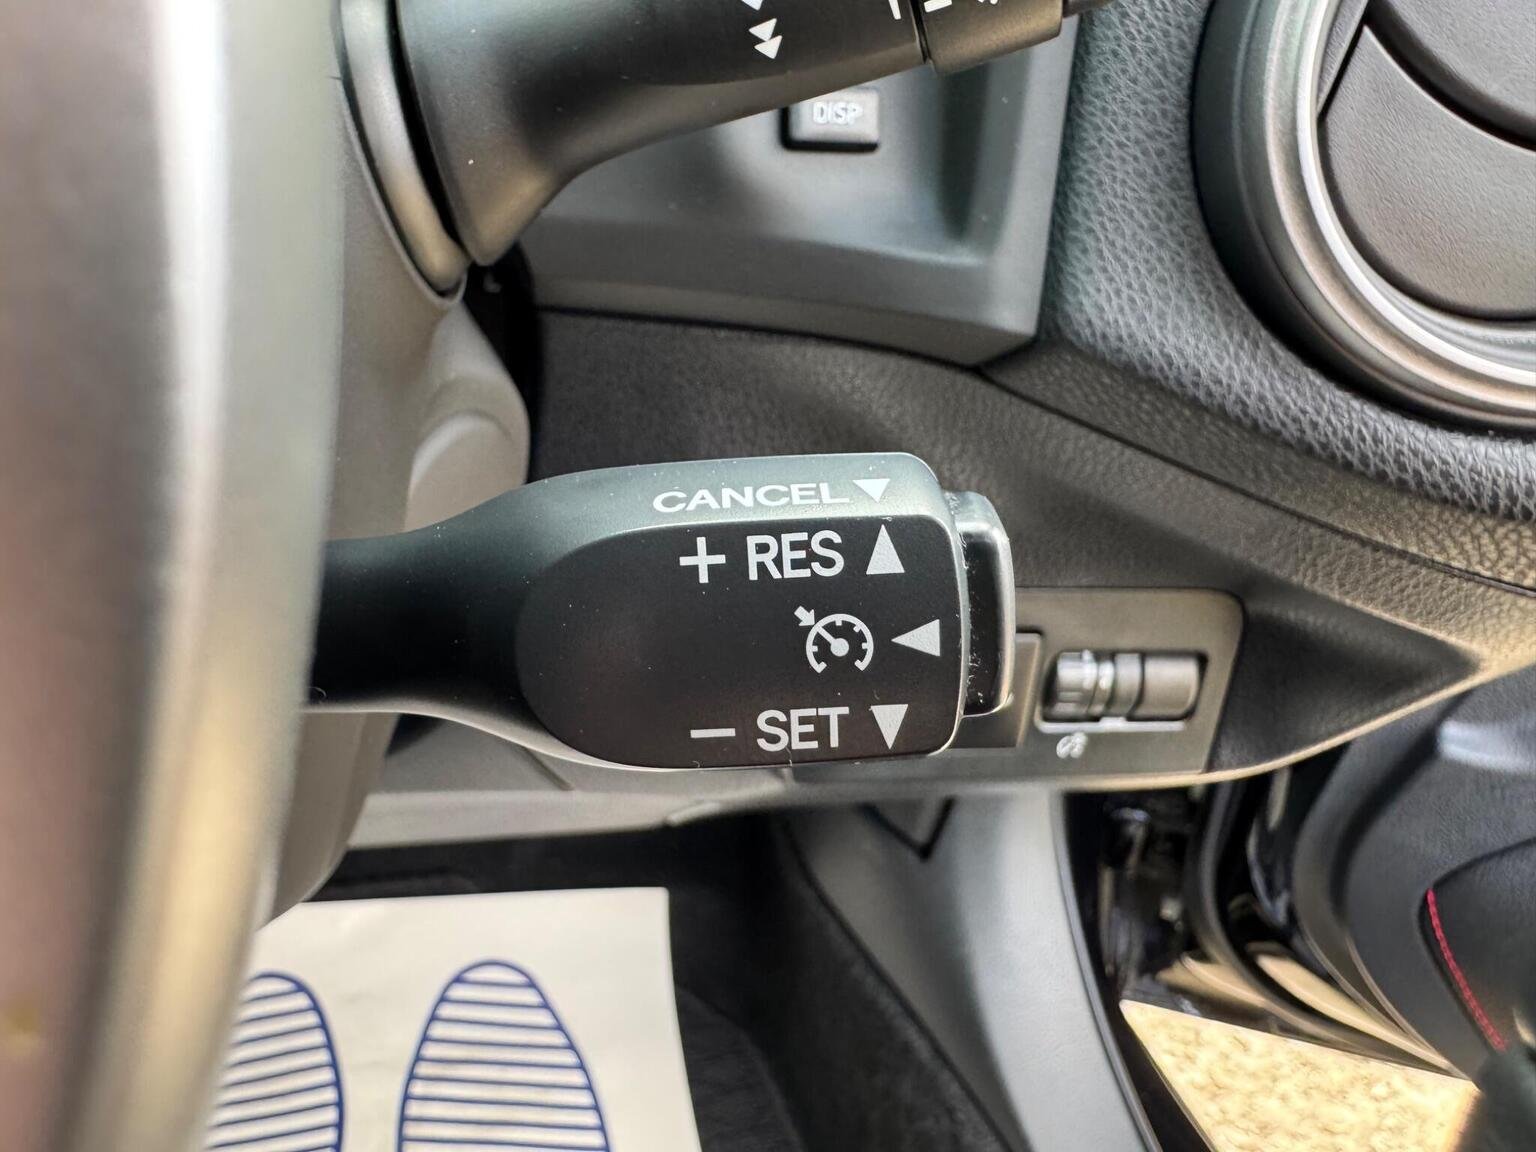 DISP
CANCEL
+ RES
− SET